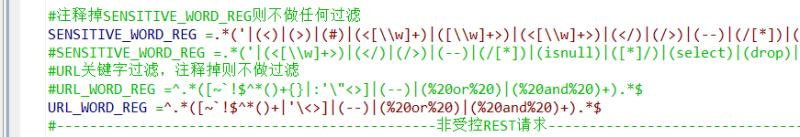 #注释掉SENSITIVE_WORD_REG则不做任何过滤
SENSITIVE_WORD_REG =.*('|(<)|(>)|(#)|(<[\\w]+)|([\\w]+>)|(<[\\w]+>)|(</)|(/>)|(--)|(/[*])|(
#SENSITIVE_WORD_REG =.*('|(<[\\w]+>)|(</)|(/>)|(--)|(/[*])|(isnull)|([*]/)|(select)|(drop)|
#URL关键字过滤，注释掉则不做过滤
#URL_WORD_REG =^.*([~`!$^*()+{}|:'\"<>]|(--)|(%20or%20)|(%20and%20)+).*$
URL_WORD_REG =^.*([~`!$^*()+|'\<>]|(--)|(%20or%20)|(%20and%20)+).*$
#-----------------------------------------------非受控REST请求-------------------------------